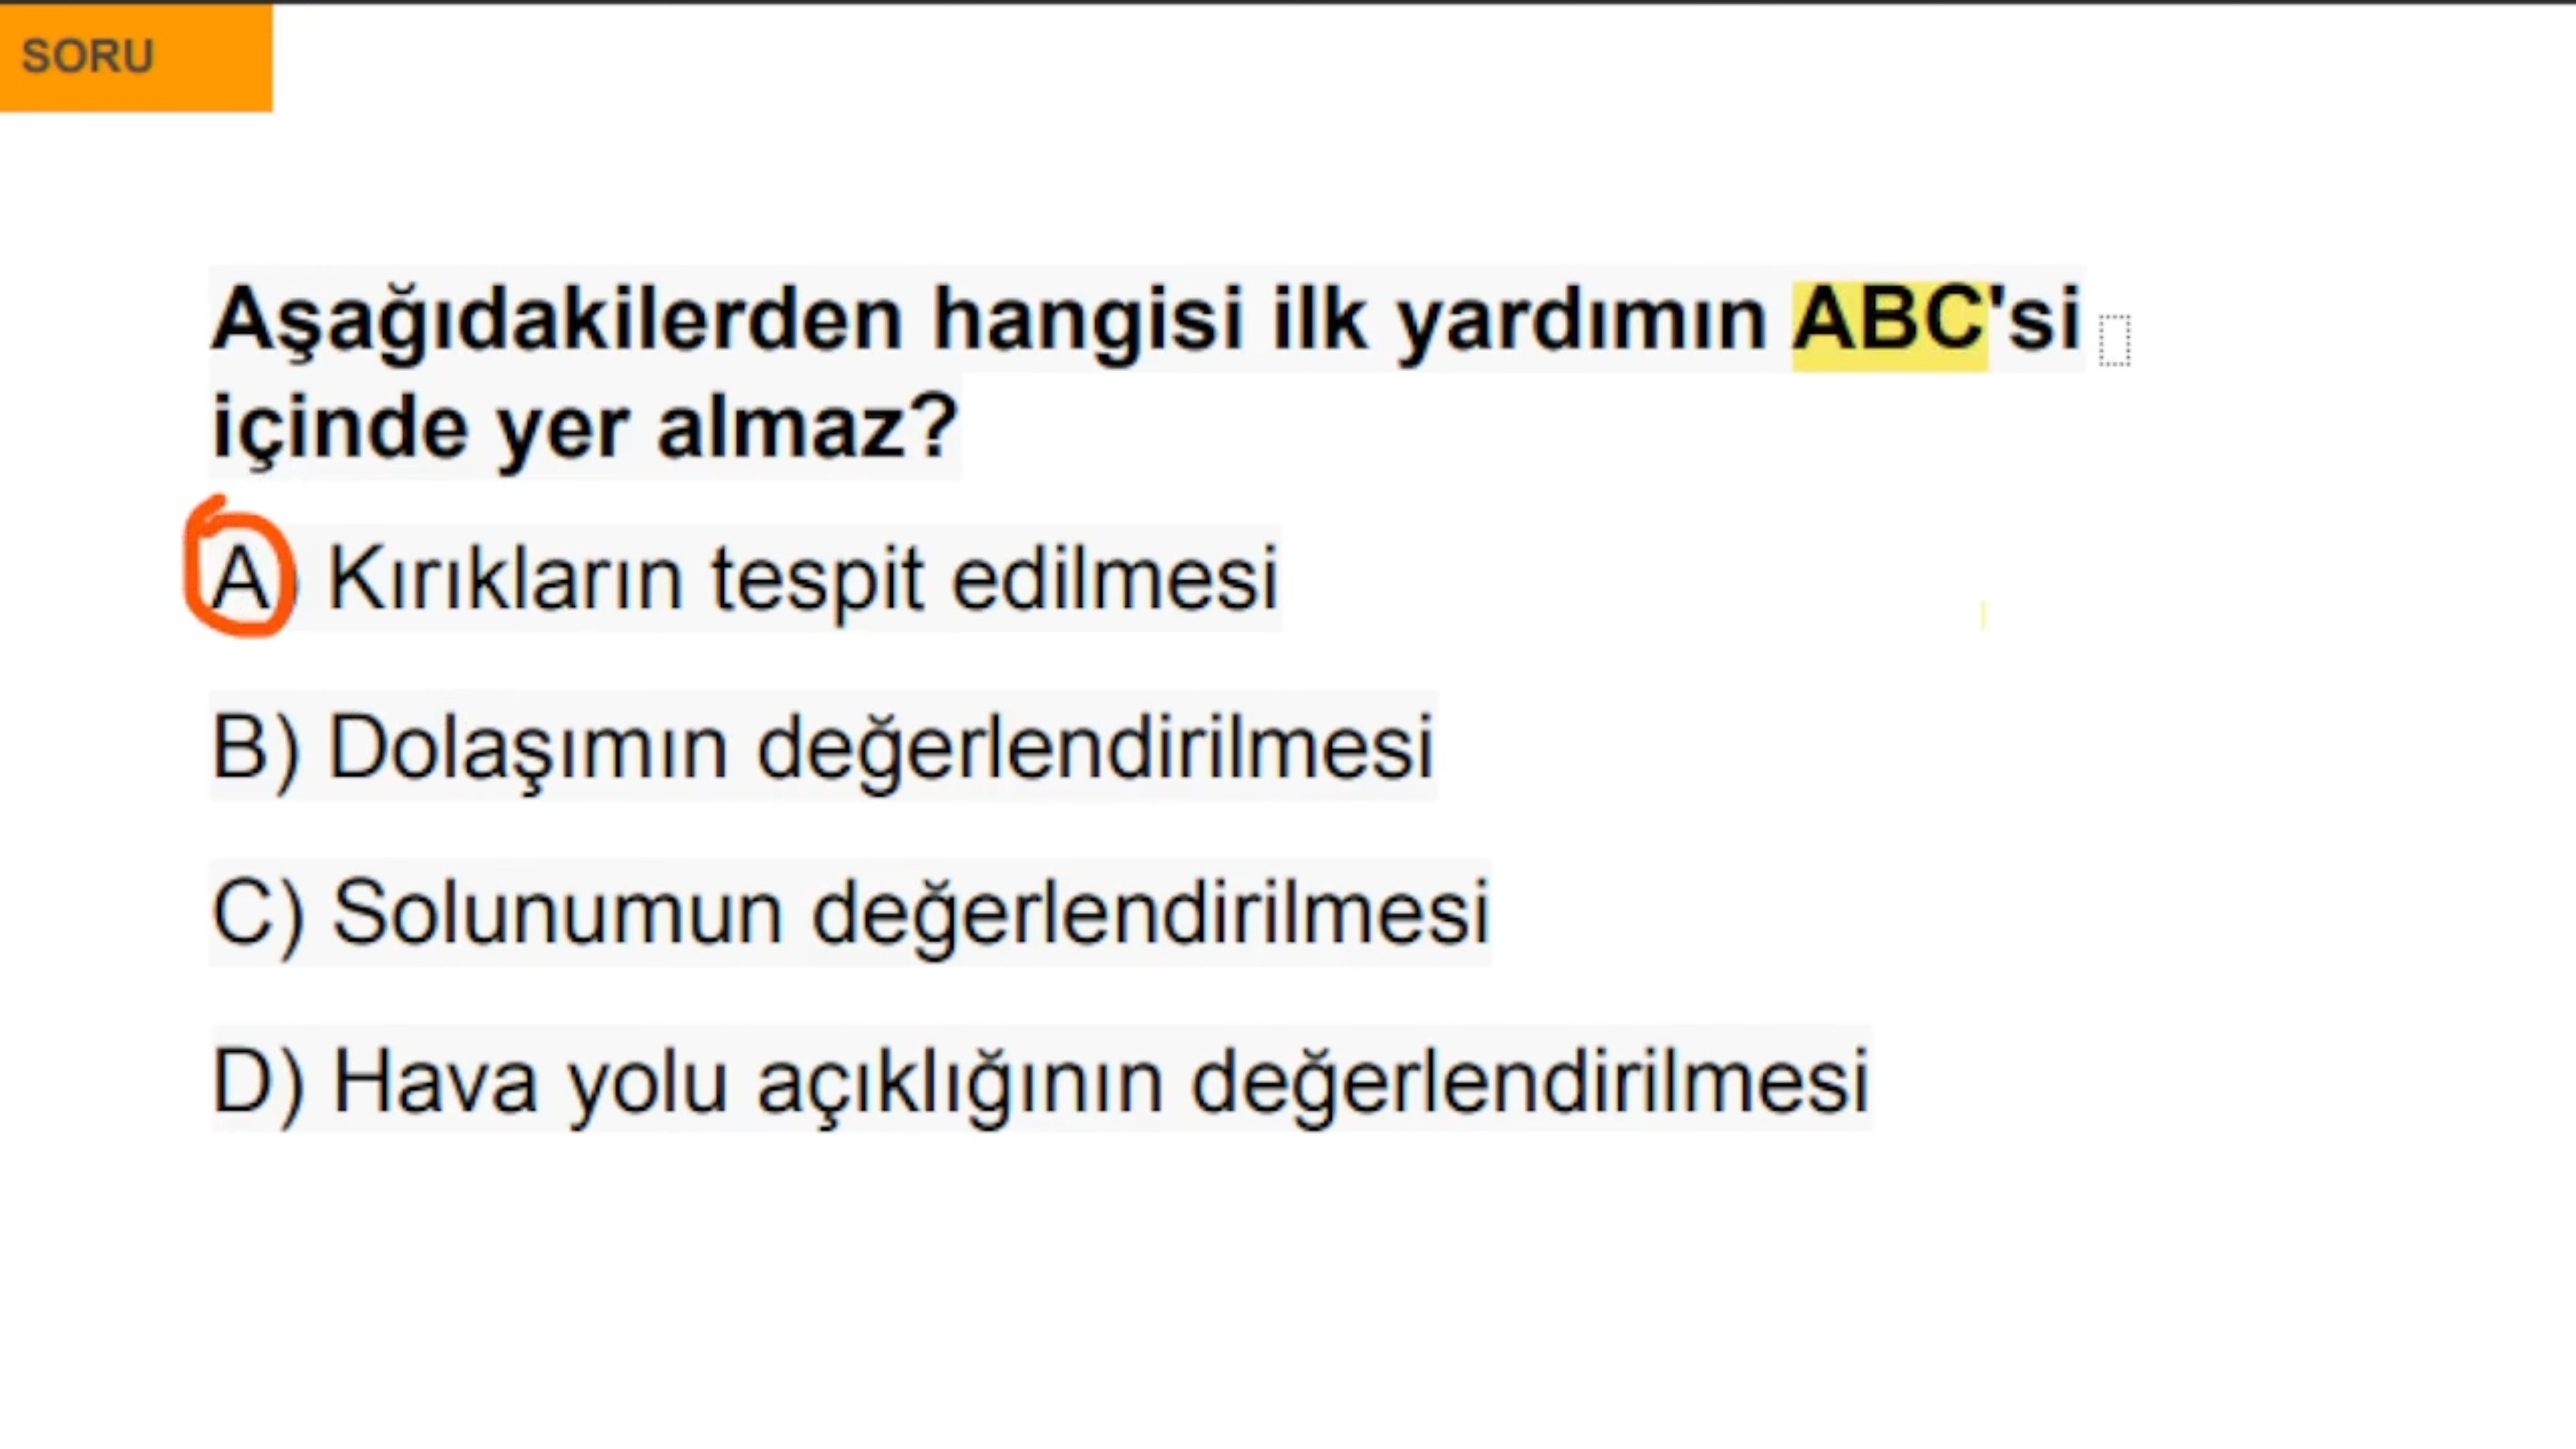 SORU
Aşağıdakilerden hangisi ilk yardımın ABC'si
içinde yer almaz?
A) Kırıkların tespit edilmesi
B) Dolaşımın değerlendirilmesi
C) Solunumun değerlendirilmesi
D) Hava yolu açıklığının değerlendirilmesi